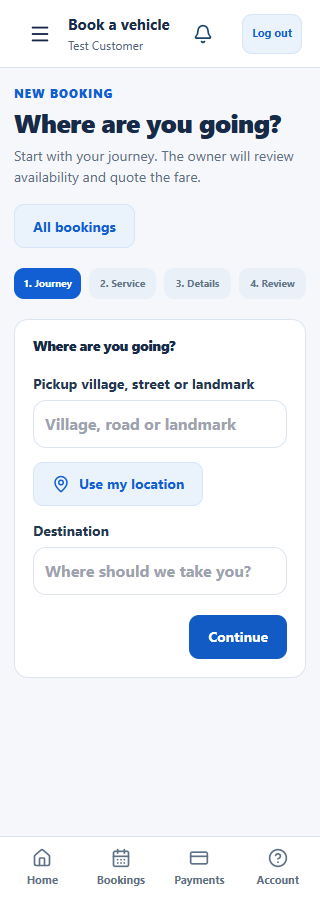 Book a vehicle
Test Customer
Log out
NEW BOOKING
Where are you going?
Start with your journey. The owner will review
availability and quote the fare.
All bookings
1. Journey
2. Service
3. Details
4. Review
Where are you going?
Pickup village, street or landmark
Village, road or landmark
Use my location
Destination
Where should we take you?
Continue
Home
Bookings
Payments
Account